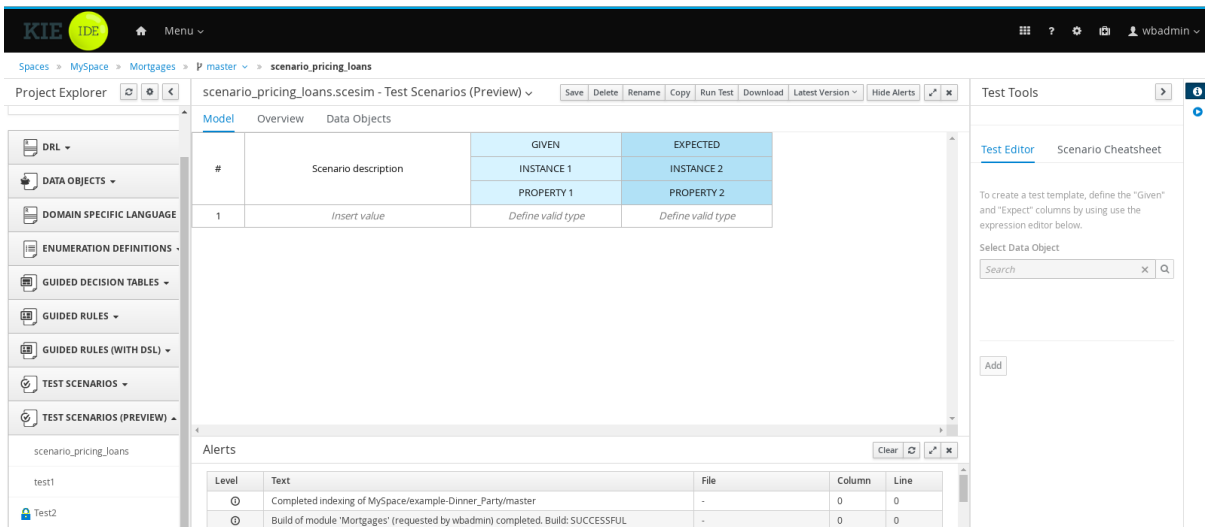 KIE IDE Menu ? wbadmin
Spaces » MySpace » Mortgages » master » scenario_pricing_loans
Project Explorer
DRL
DATA OBJECTS
DOMAIN SPECIFIC LANGUAGE
ENUMERATION DEFINITIONS
GUIDED DECISION TABLES
GUIDED RULES
GUIDED RULES (WITH DSL)
TEST SCENARIOS
TEST SCENARIOS (PREVIEW)
scenario_pricing_loans
test1
Test2
scenario_pricing_loans.scesim - Test Scenarios (Preview)
Save Delete Rename Copy Run Test Download Latest Version Hide Alerts
Model Overview Data Objects
# Scenario description GIVEN EXPECTED
INSTANCE 1 INSTANCE 2
PROPERTY 1 PROPERTY 2
1 Insert value Define valid type Define valid type
Alerts Clear
Level Text File Column Line
Completed indexing of MySpace/example-Dinner_Party/master - 0 0
Build of module 'Mortgages' (requested by wbadmin) completed. Build: SUCCESSFUL - 0 0
Test Tools
Test Editor Scenario Cheatsheet
To create a test template, define the "Given"
and "Expect" columns by using use the
expression editor below.
Select Data Object
Search
Add